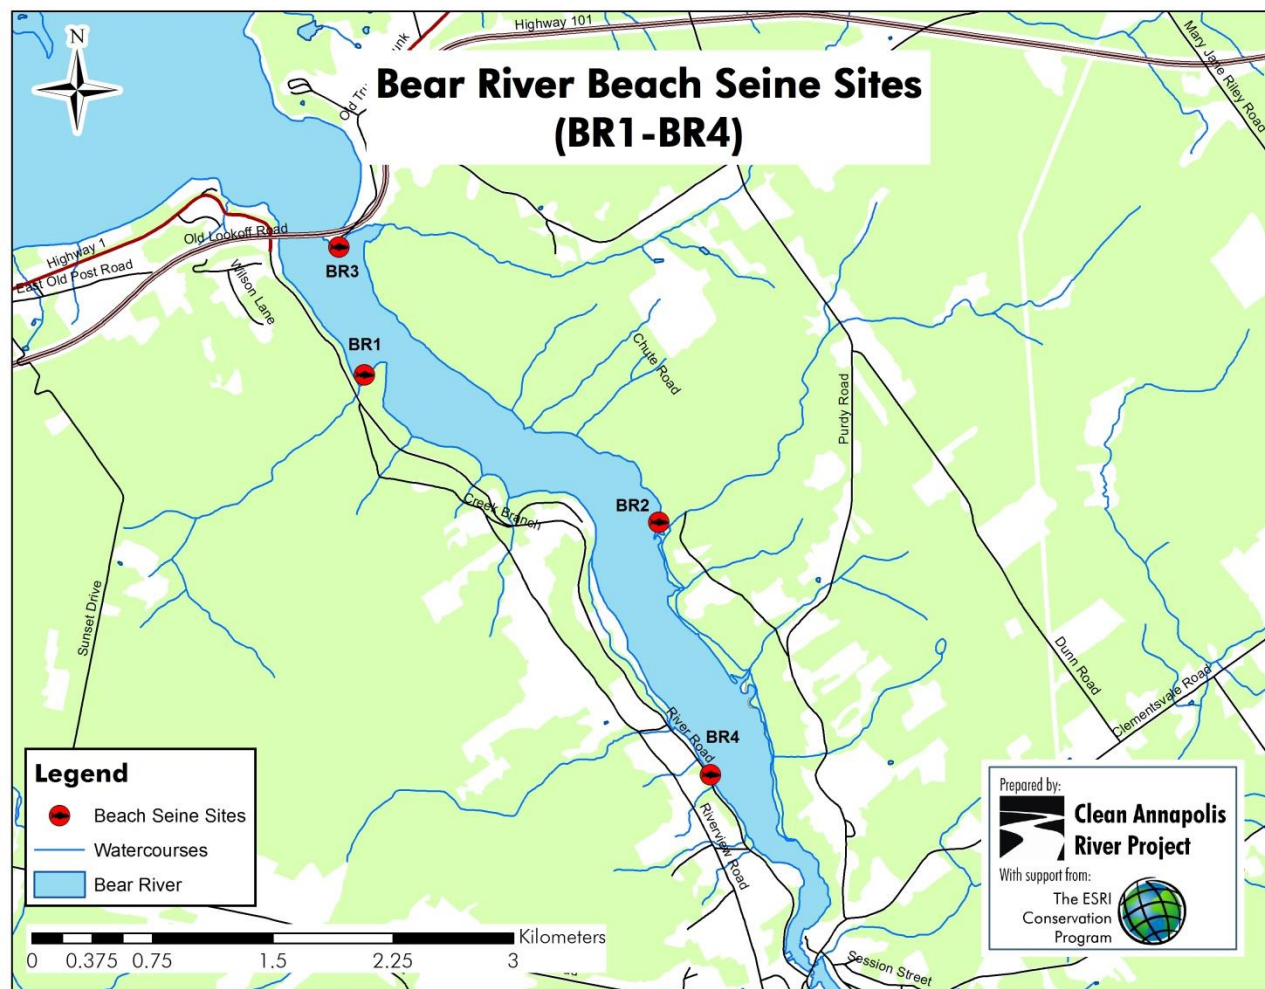 Highway 101
Bear River Beach Seine Sites
(BR1-BR4)
N
Mary Jane Riley Road
Highway 1
Old Lookoff Road
East Old Post Road
Wilson Lane
BR3
BR1
Chute Road
Purdy Road
BR2
Creek Branch
Sunset Drive
Dunn Road
Clementsvale Road
River Road
BR4
Riverview Road
Session Street
Legend
Beach Seine Sites
Watercourses
Bear River
Kilometers
0 0.375 0.75 1.5 2.25 3
Prepared by:
Clean Annapolis
River Project
With support from:
The ESRI
Conservation
Program